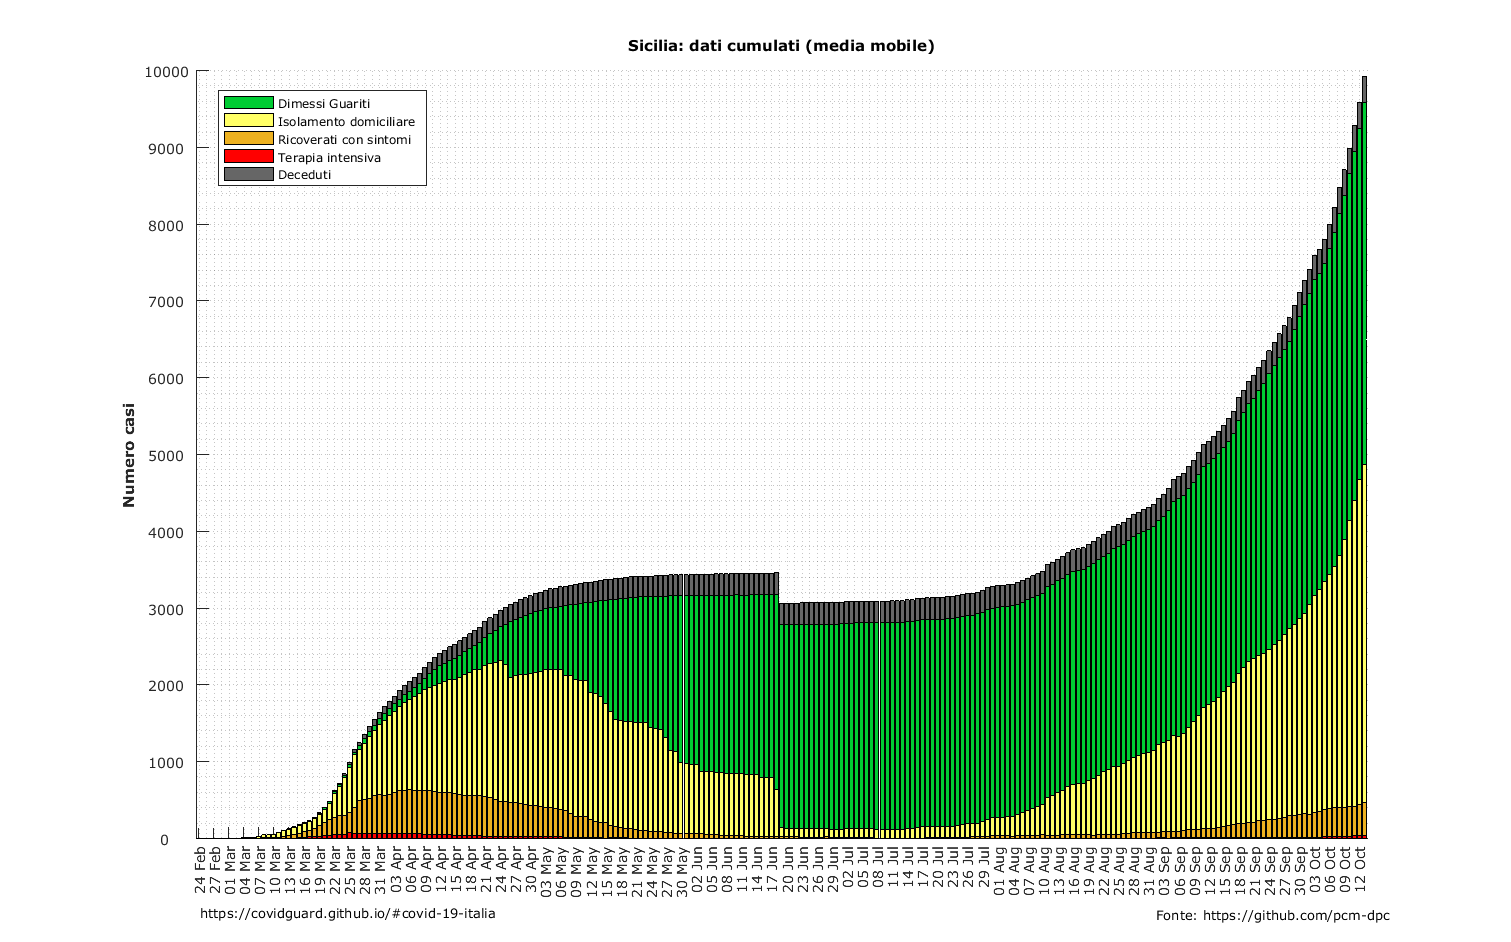 Sicilia: dati cumulati (media mobile)
10000
9000
8000
7000
6000
5000
4000
3000
2000
1000
0
Numero casi
Dimessi Guariti
Isolamento domiciliare
Ricoverati con sintomi
Terapia intensiva
Deceduti
24 Feb
27 Feb
01 Mar
04 Mar
07 Mar
10 Mar
13 Mar
16 Mar
19 Mar
22 Mar
25 Mar
28 Mar
31 Mar
03 Apr
06 Apr
09 Apr
12 Apr
15 Apr
18 Apr
21 Apr
24 Apr
27 Apr
30 Apr
03 May
06 May
09 May
12 May
15 May
18 May
21 May
24 May
27 May
30 May
02 Jun
05 Jun
08 Jun
11 Jun
14 Jun
17 Jun
20 Jun
23 Jun
26 Jun
29 Jun
02 Jul
05 Jul
08 Jul
11 Jul
14 Jul
17 Jul
20 Jul
23 Jul
26 Jul
29 Jul
01 Aug
04 Aug
07 Aug
10 Aug
13 Aug
16 Aug
19 Aug
22 Aug
25 Aug
28 Aug
31 Aug
03 Sep
06 Sep
09 Sep
12 Sep
15 Sep
18 Sep
21 Sep
24 Sep
27 Sep
30 Sep
03 Oct
06 Oct
09 Oct
12 Oct
https://covidguard.github.io/#covid-19-italia
Fonte: https://github.com/pcm-dpc